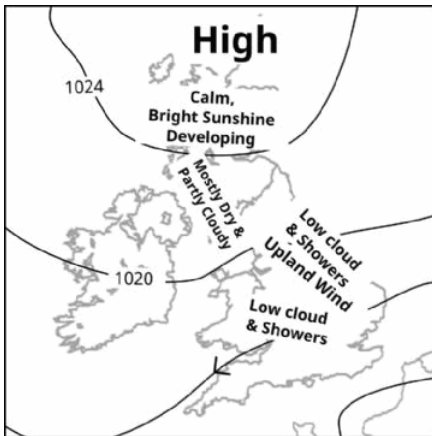 High
1024
Calm,
Bright Sunshine
Developing
Mostly Dry &
Partly Cloudy
Low cloud
& Showers
Upland Wind
1020
Low cloud
& Showers